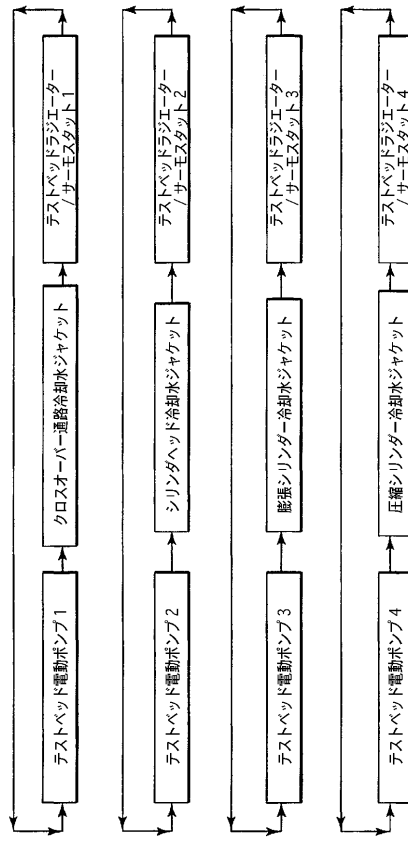 テストベッド電動ポンプ1
クロスオーバー通路冷却水ジャケット
テストベッドラジエーター
/ サーモスタット1
テストベッド電動ポンプ2
シリンダヘッド冷却水ジャケット
テストベッドラジエーター
/ サーモスタット2
テストベッド電動ポンプ3
膨張シリンダー冷却水ジャケット
テストベッドラジエーター
/ サーモスタット3
テストベッド電動ポンプ4
圧縮シリンダー冷却水ジャケット
テストベッドラジエーター
/ サーモスタット4